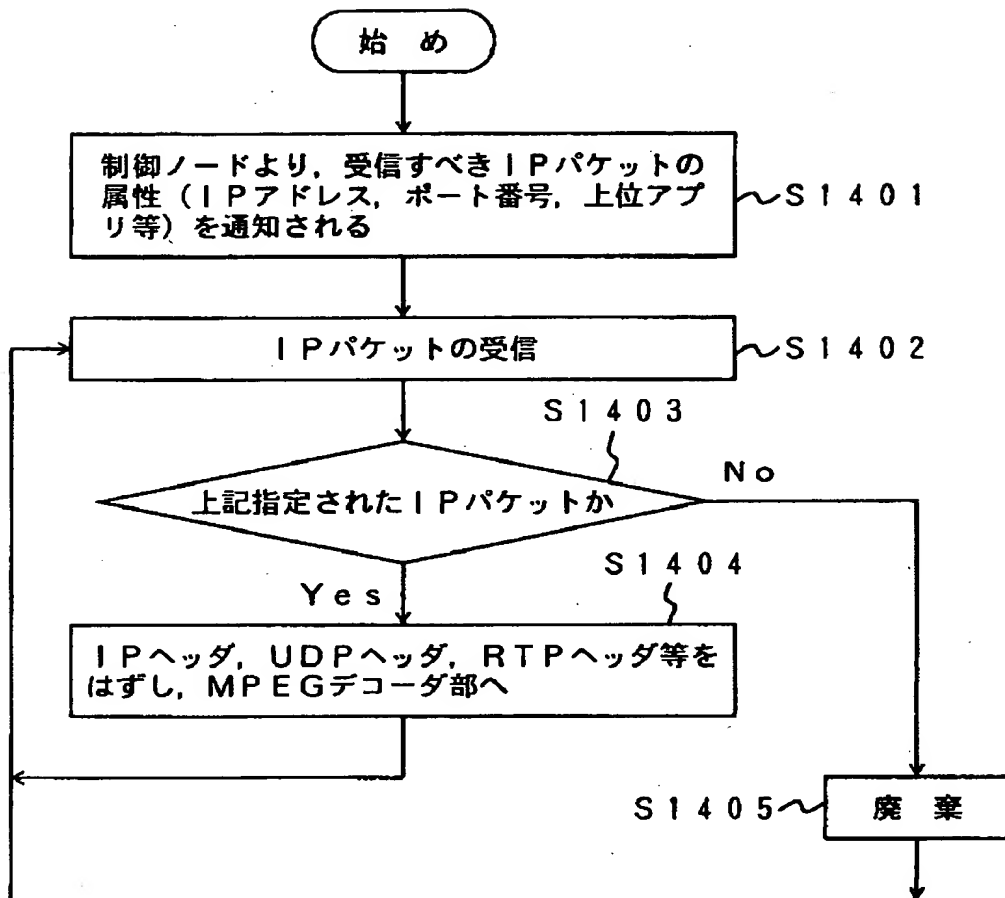 始め
制御ノードより，受信すべきＩＰパケットの
属性（ＩＰアドレス，ポート番号，上位アプ
リ等）を通知される
S1401
ＩＰパケットの受信
S1402
S1403
上記指定されたＩＰパケットか
No
Yes
S1404
ＩＰヘッダ，ＵＤＰヘッダ，ＲＴＰヘッダ等を
はずし，ＭＰＥＧデコーダ部へ
S1405
廃棄